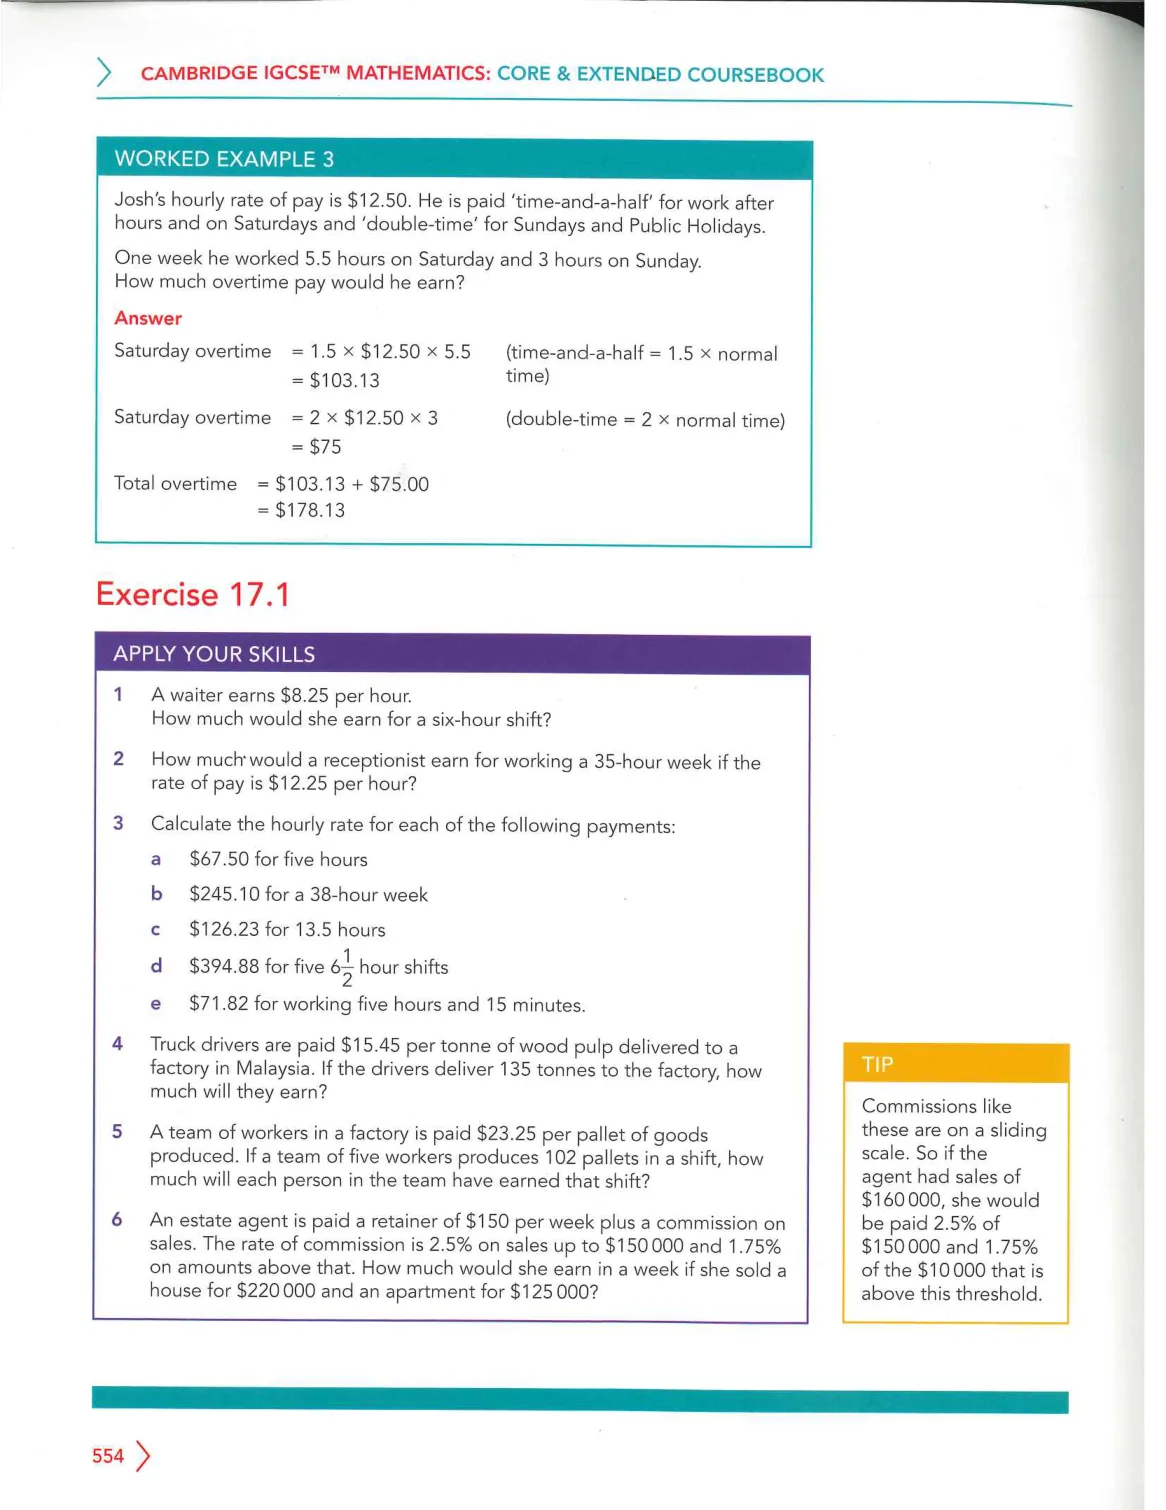 CAMBRIDGE IGCSE™ MATHEMATICS: CORE & EXTENDED COURSEBOOK
WORKED EXAMPLE 3
Josh's hourly rate of pay is $12.50. He is paid 'time-and-a-half' for work after
hours and on Saturdays and 'double-time' for Sundays and Public Holidays.
One week he worked 5.5 hours on Saturday and 3 hours on Sunday.
How much overtime pay would he earn?
Answer
Saturday overtime = 1.5 × $12.50 × 5.5 (time-and-a-half = 1.5 × normal
= $103.13 time)
Saturday overtime = 2 × $12.50 × 3 (double-time = 2 × normal time)
= $75
Total overtime = $103.13 + $75.00
= $178.13
Exercise 17.1
APPLY YOUR SKILLS
1 A waiter earns $8.25 per hour.
How much would she earn for a six-hour shift?
2 How much would a receptionist earn for working a 35-hour week if the
rate of pay is $12.25 per hour?
3 Calculate the hourly rate for each of the following payments:
a $67.50 for five hours
b $245.10 for a 38-hour week
c $126.23 for 13.5 hours
d $394.88 for five 6 1/2 hour shifts
e $71.82 for working five hours and 15 minutes.
4 Truck drivers are paid $15.45 per tonne of wood pulp delivered to a
factory in Malaysia. If the drivers deliver 135 tonnes to the factory, how
much will they earn?
5 A team of workers in a factory is paid $23.25 per pallet of goods
produced. If a team of five workers produces 102 pallets in a shift, how
much will each person in the team have earned that shift?
6 An estate agent is paid a retainer of $150 per week plus a commission on
sales. The rate of commission is 2.5% on sales up to $150 000 and 1.75%
on amounts above that. How much would she earn in a week if she sold a
house for $220 000 and an apartment for $125 000?
TIP
Commissions like
these are on a sliding
scale. So if the
agent had sales of
$160 000, she would
be paid 2.5% of
$150 000 and 1.75%
of the $10 000 that is
above this threshold.
554